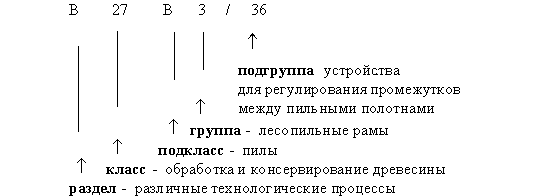 В 27 В 3 / 36
подгруппа устройства
для регулирования промежутков
между пильными полотнами
группа - лесопильные рамы
подкласс - пилы
класс - обработка и консервирование древесины
раздел - различные технологические процессы